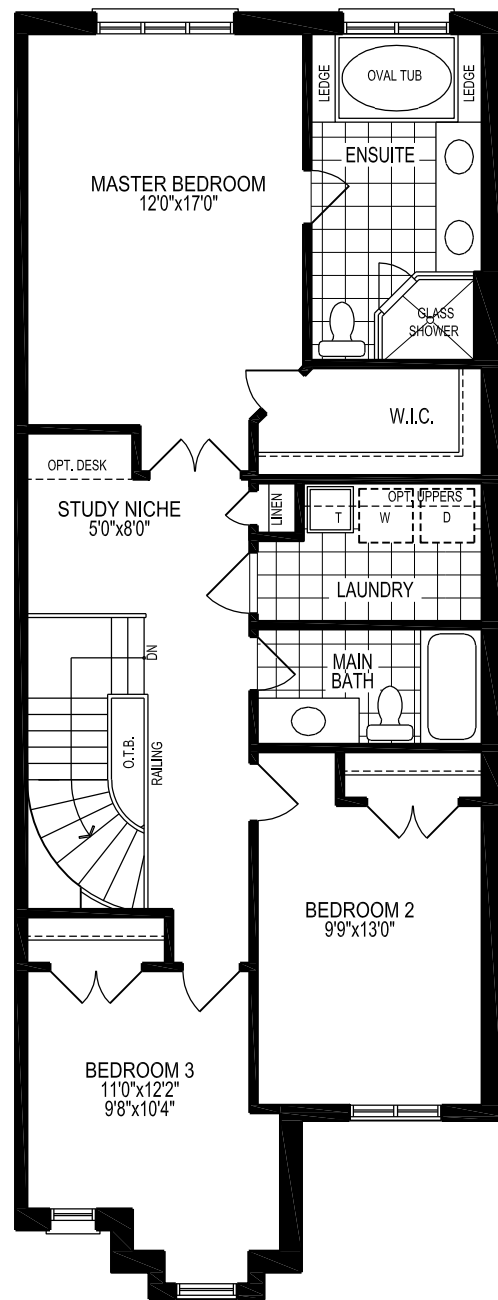 LEDGE
OVAL TUB
LEDGE
ENSUITE
MASTER BEDROOM
12'0"x17'0"
GLASS
SHOWER
W.I.C.
OPT. DESK
STUDY NICHE
5'0"x8'0"
LINEN
OPT. UPPERS
T
W
D
LAUNDRY
DN
MAIN
BATH
O.T.B.
RAILING
BEDROOM 2
9'9"x13'0"
BEDROOM 3
11'0"x12'2"
9'8"x10'4"